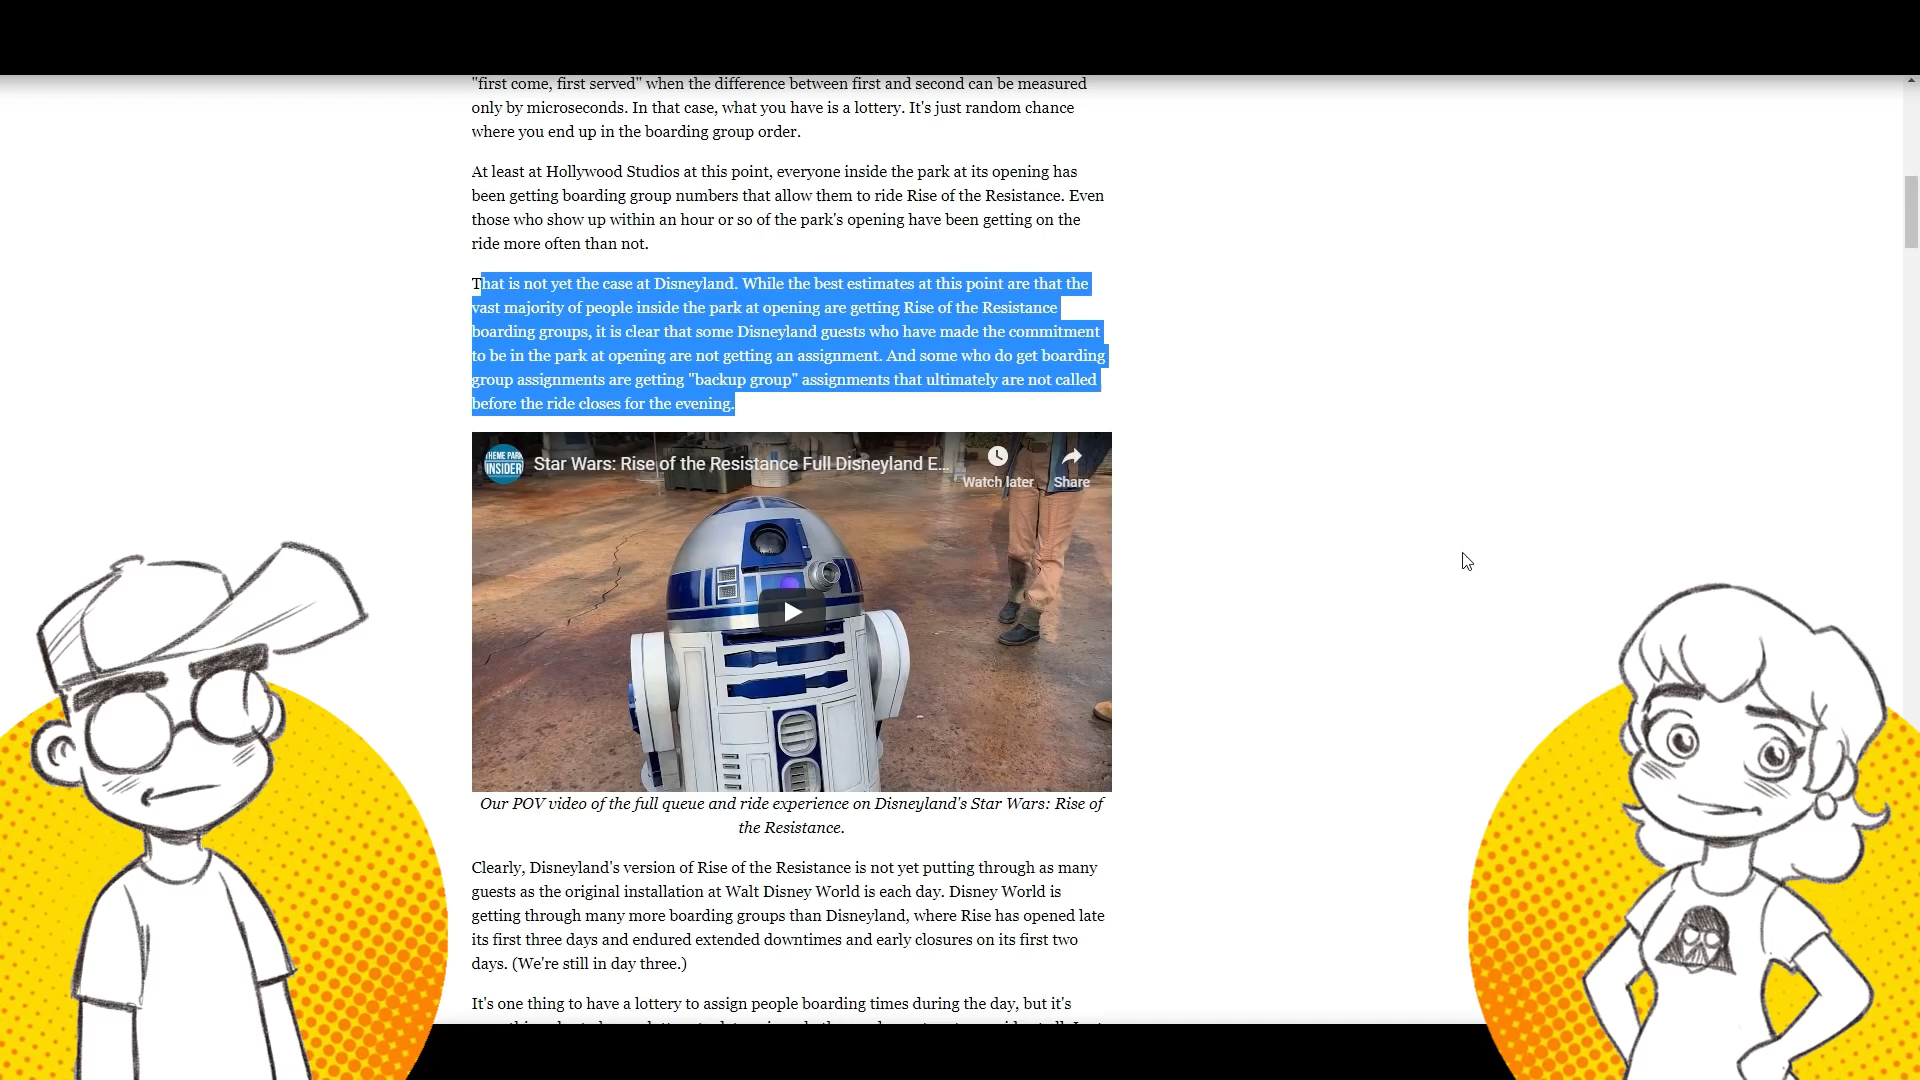 "first come, first served" when the difference between first and second can be measured
only by microseconds. In that case, what you have is a lottery. It's just random chance
where you end up in the boarding group order.
At least at Hollywood Studios at this point, everyone inside the park at its opening has
been getting boarding group numbers that allow them to ride Rise of the Resistance. Even
those who show up within an hour or so of the park's opening have been getting on the
ride more often than not.
That is not yet the case at Disneyland. While the best estimates at this point are that the
vast majority of people inside the park at opening are getting Rise of the Resistance
boarding groups, it is clear that some Disneyland guests who have made the commitment
to be in the park at opening are not getting an assignment. And some who do get boarding
group assignments are getting "backup group" assignments that ultimately are not called
before the ride closes for the evening.
THEME PARK
INSIDER
Star Wars: Rise of the Resistance Full Disneyland E...
Watch later
Share
Our POV video of the full queue and ride experience on Disneyland's Star Wars: Rise of
the Resistance.
Clearly, Disneyland's version of Rise of the Resistance is not yet putting through as many
guests as the original installation at Walt Disney World is each day. Disney World is
getting through many more boarding groups than Disneyland, where Rise has opened late
its first three days and endured extended downtimes and early closures on its first two
days. (We're still in day three.)
It's one thing to have a lottery to assign people boarding times during the day, but it's